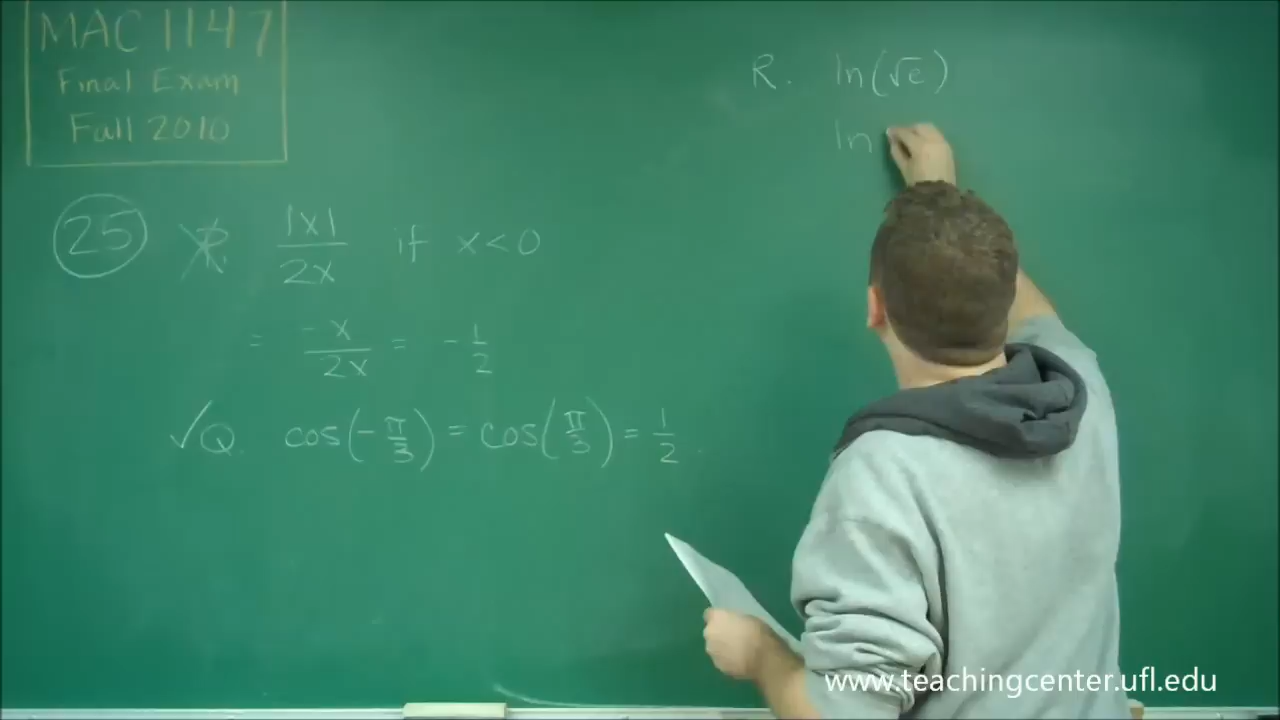 MAC 1147
Final Exam
Fall 2010
25 P. |x|/2x if x<0
= -x/2x = -1/2
✓Q. cos(-π/3) = cos(π/3) = 1/2.
R. ln(√e)
ln
www.teachingcenter.ufl.edu